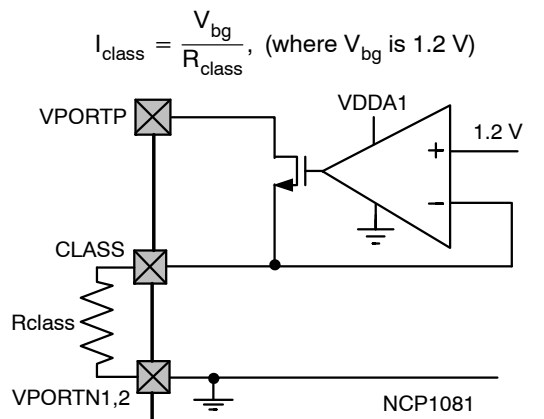 I_class = V_bg / R_class, (where V_bg is 1.2 V)
VPORTP
VDDA1
1.2 V
+
−
CLASS
Rclass
VPORTN1,2
NCP1081